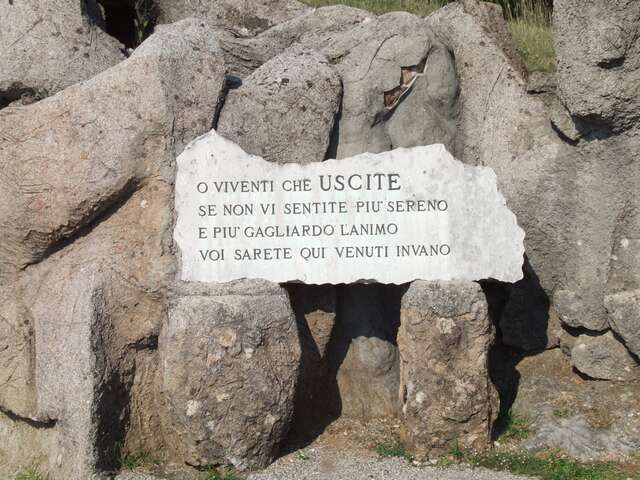 O VIVENTI CHE USCITE
SE NON VI SENTITE PIU' SERENO
E PIU' GAGLIARDO L'ANIMO
VOI SARETE QUI VENUTI INVANO